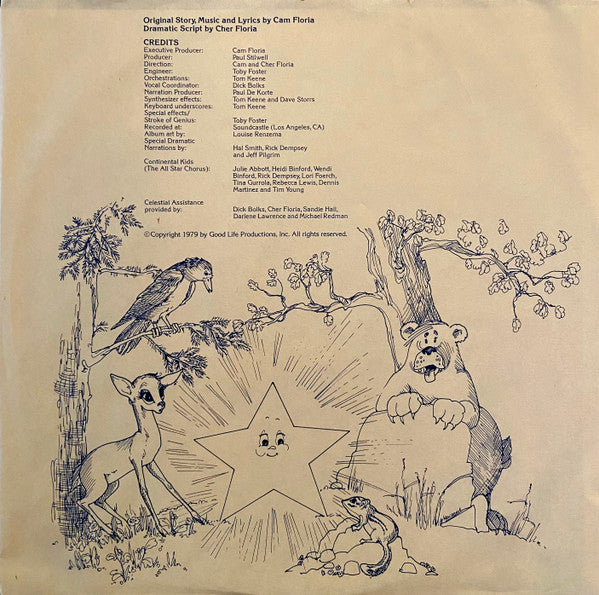 Original Story, Music and Lyrics by Cam Floria
Dramatic Script by Cher Floria
CREDITS
Executive Producer: Cam Floria
Producer: Paul Stilwell
Direction: Cam and Cher Floria
Engineer: Toby Foster
Orchestrations: Tom Keene
Vocal Coordinator: Dick Bolks
Narration Producer: Paul De Korte
Synthesizer effects: Tom Keene and Dave Storrs
Keyboard underscores: Tom Keene
Special effects/
Stroke of Genius: Toby Foster
Recorded at: Soundcastle (Los Angeles, CA)
Album art by: Louise Renzema
Special Dramatic
Narrations by: Hal Smith, Rick Dempsey
and Jeff Pilgrim
Continental Kids Julie Abbott, Heidi Binford, Wendi
(The All Star Chorus): Binford, Rick Dempsey, Lori Foerch,
Tina Gurrola, Rebecca Lewis, Dennis
Martinez and Tim Young
Celestial Assistance
provided by: Dick Bolks, Cher Floria, Sandie Hall,
Darlene Lawrence and Michael Redman
©Copyright 1979 by Good Life Productions, Inc. All rights reserved.